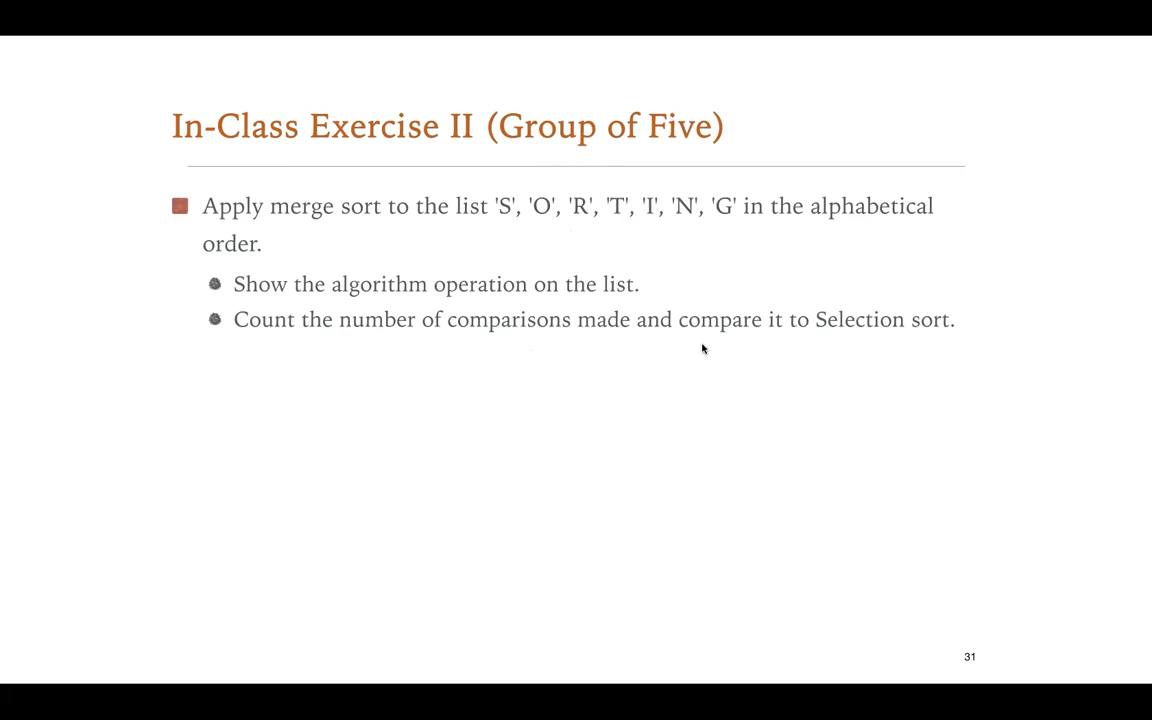 In-Class Exercise II (Group of Five)
Apply merge sort to the list 'S', 'O', 'R', 'T', 'I', 'N', 'G' in the alphabetical
order.
Show the algorithm operation on the list.
Count the number of comparisons made and compare it to Selection sort.
31